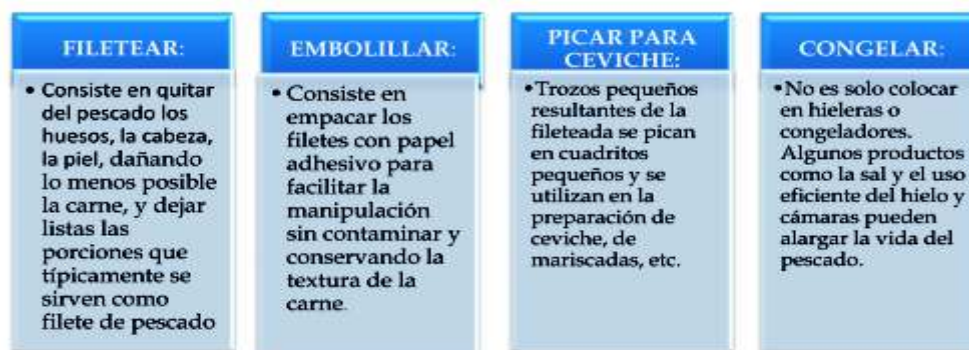 FILETEAR:
• Consiste en quitar
del pescado los
huesos, la cabeza,
la piel, dañando
lo menos posible
la carne, y dejar
listas las
porciones que
típicamente se
sirven como
filete de pescado
EMBOLILLAR:
• Consiste en
empacar los
filetes con papel
adhesivo para
facilitar la
manipulación
sin contaminar y
conservando la
textura de la
carne.
PICAR PARA
CEVICHE:
•Trozos pequeños
resultantes de la
fileteada se pican
en cuadritos
pequeños y se
utilizan en la
preparación de
ceviche, de
mariscadas, etc.
CONGELAR:
•No es solo colocar
en hieleras o
congeladores.
Algunos productos
como la sal y el uso
eficiente del hielo y
cámaras pueden
alargar la vida del
pescado.